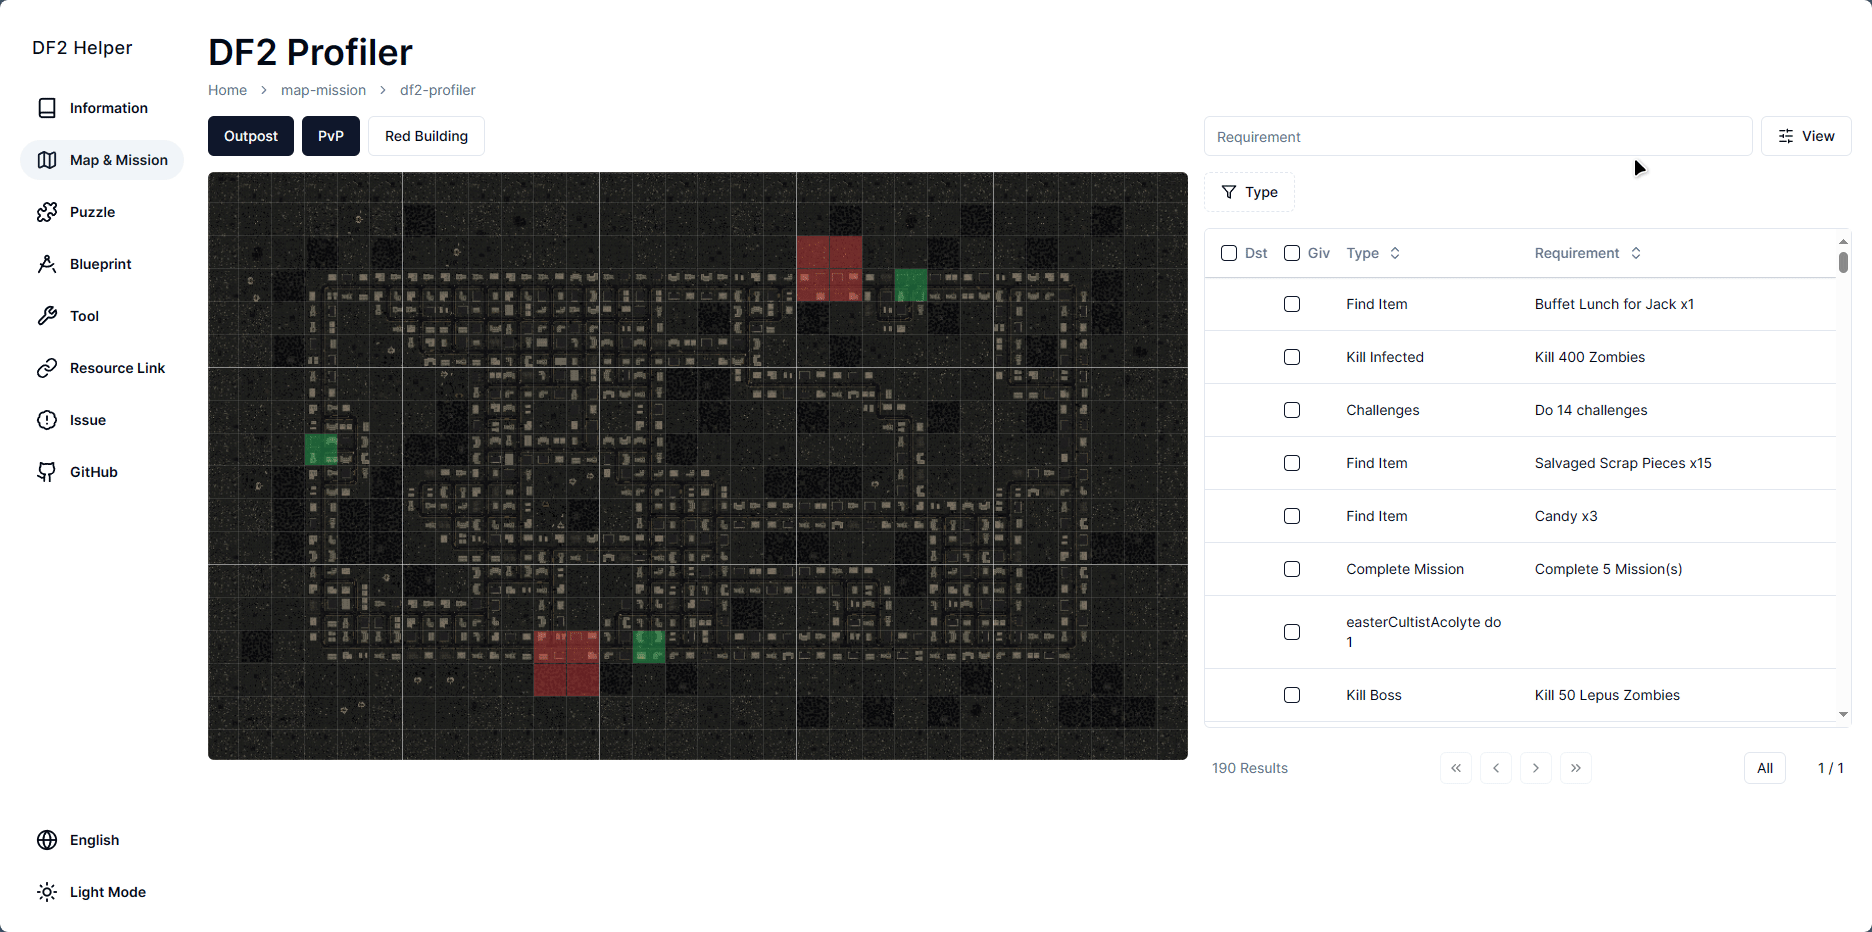 DF2 Helper
Information
Map & Mission
Puzzle
Blueprint
Tool
Resource Link
Issue
GitHub
English
Light Mode
DF2 Profiler
Home > map-mission > df2-profiler
Outpost PvP Red Building
Requirement View
Type
Dst Giv Type Requirement
Find Item Buffet Lunch for Jack x1
Kill Infected Kill 400 Zombies
Challenges Do 14 challenges
Find Item Salvaged Scrap Pieces x15
Find Item Candy x3
Complete Mission Complete 5 Mission(s)
easterCultistAcolyte do
1
Kill Boss Kill 50 Lepus Zombies
190 Results All 1 / 1